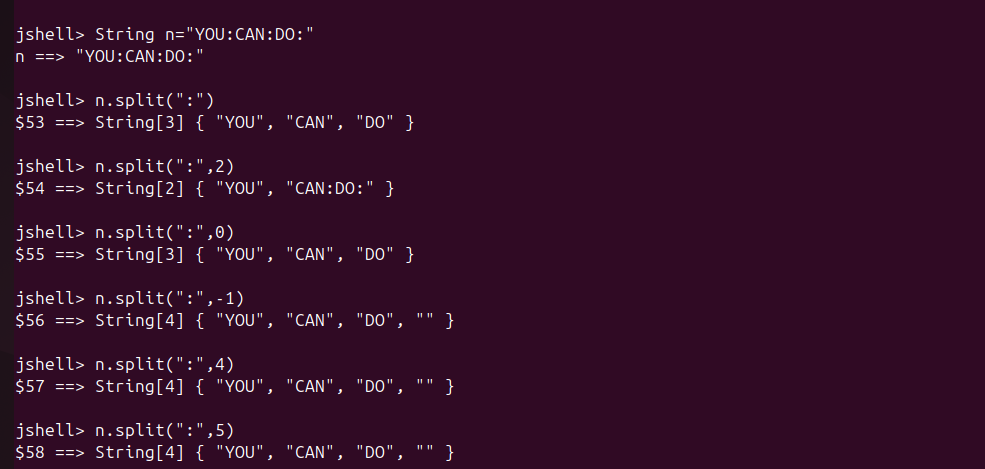 jshell> String n="YOU:CAN:DO:"
n ==> "YOU:CAN:DO:"
jshell> n.split(":")
$53 ==> String[3] { "YOU", "CAN", "DO" }
jshell> n.split(":",2)
$54 ==> String[2] { "YOU", "CAN:DO:" }
jshell> n.split(":",0)
$55 ==> String[3] { "YOU", "CAN", "DO" }
jshell> n.split(":",-1)
$56 ==> String[4] { "YOU", "CAN", "DO", "" }
jshell> n.split(":",4)
$57 ==> String[4] { "YOU", "CAN", "DO", "" }
jshell> n.split(":",5)
$58 ==> String[4] { "YOU", "CAN", "DO", "" }